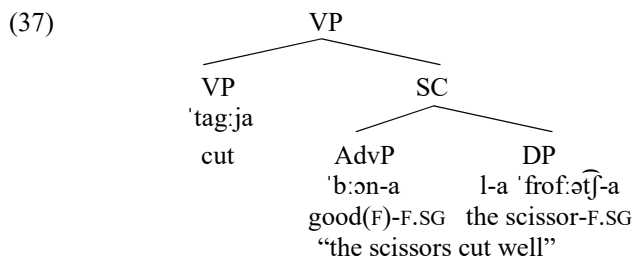 (37) VP
VP SC
ˈtagːja
cut AdvP DP
ˈbːɔn-a l-a ˈfrofːət͡ʃ-a
good(F)-F.SG the scissor-F.SG
“the scissors cut well”